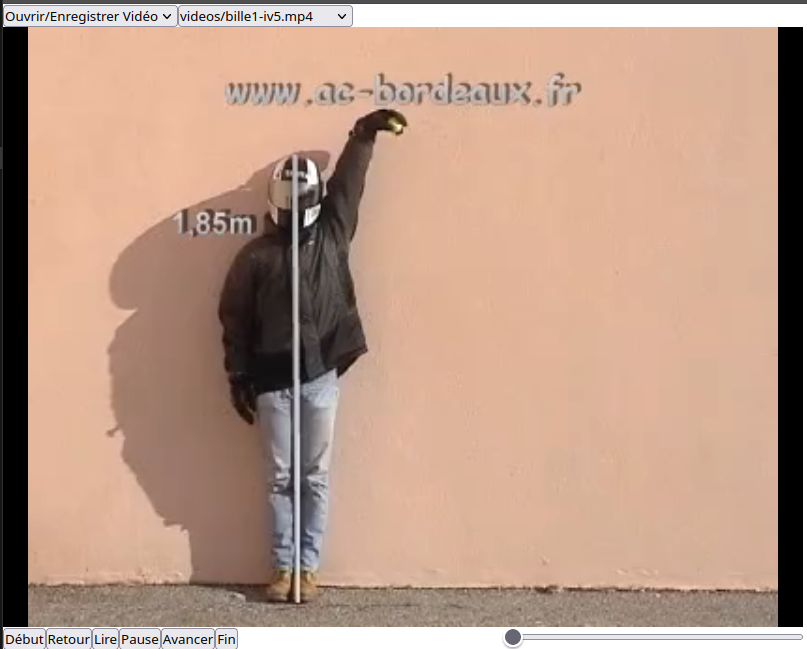 Ouvrir/Enregistrer Vidéo videos/bille1-iv5.mp4
www.ac-bordeaux.fr
1,85m
Début Retour Lire Pause Avancer Fin